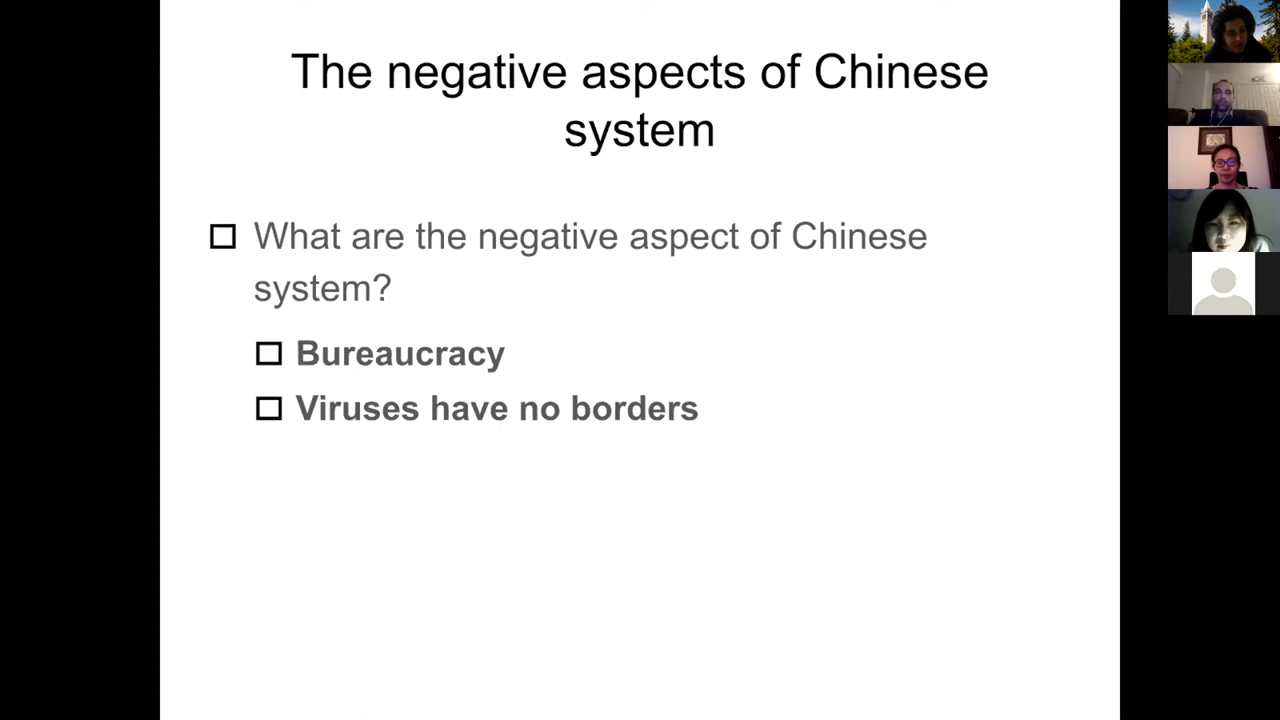 The negative aspects of Chinese
system
What are the negative aspect of Chinese
system?
Bureaucracy
Viruses have no borders